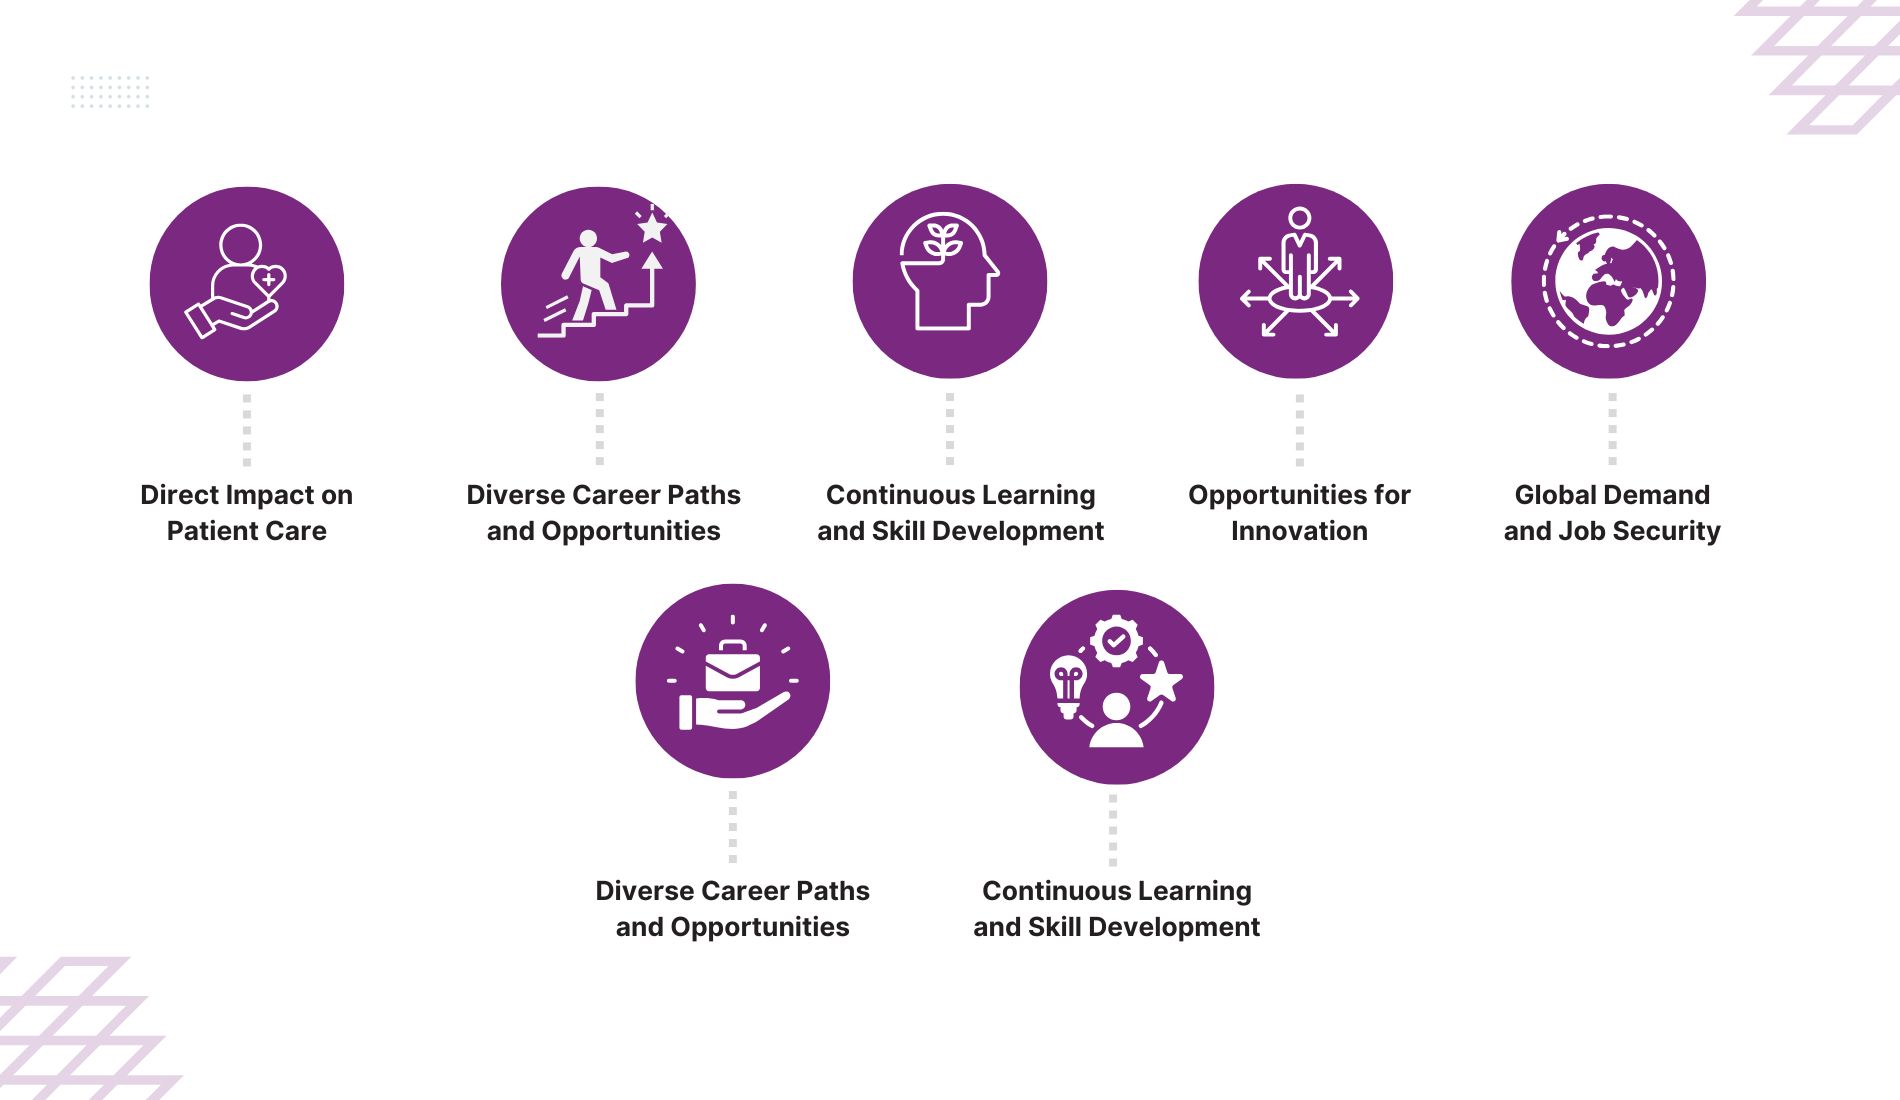 Direct Impact on
Patient Care
Diverse Career Paths
and Opportunities
Continuous Learning
and Skill Development
Opportunities for
Innovation
Global Demand
and Job Security
Diverse Career Paths
and Opportunities
Continuous Learning
and Skill Development